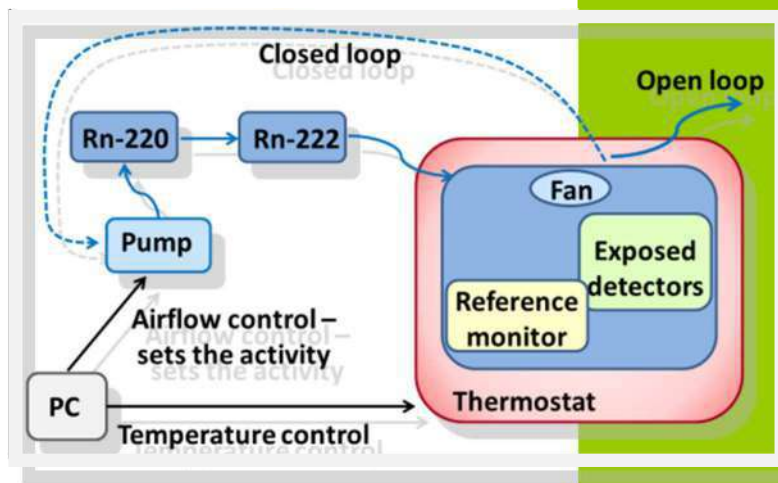 Closed loop
Open loop
Rn-220
Rn-222
Fan
Pump
Exposed
detectors
Reference
monitor
Airflow control –
sets the activity
PC
Thermostat
Temperature control